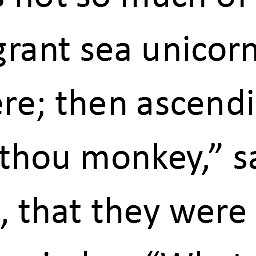 s not so much of
grant sea unicorn
ere; then ascendi
thou monkey,” sa
, that they were